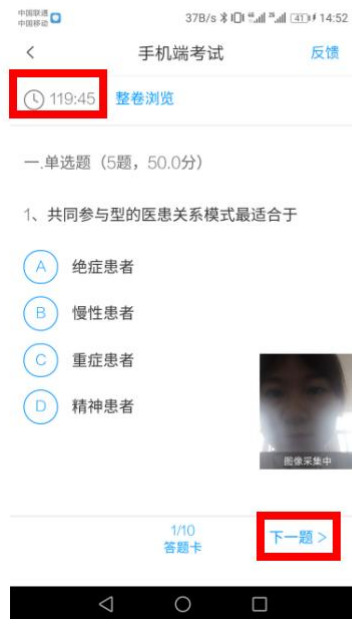 中国联通
中国移动
37B/s 41 14:52
手机端考试 反馈
119:45 整卷浏览
一.单选题（5题，50.0分）
1、共同参与型的医患关系模式最适合于
A 绝症患者
B 慢性患者
C 重症患者
D 精神患者
图像采集中
1/10
答题卡
下一题 >